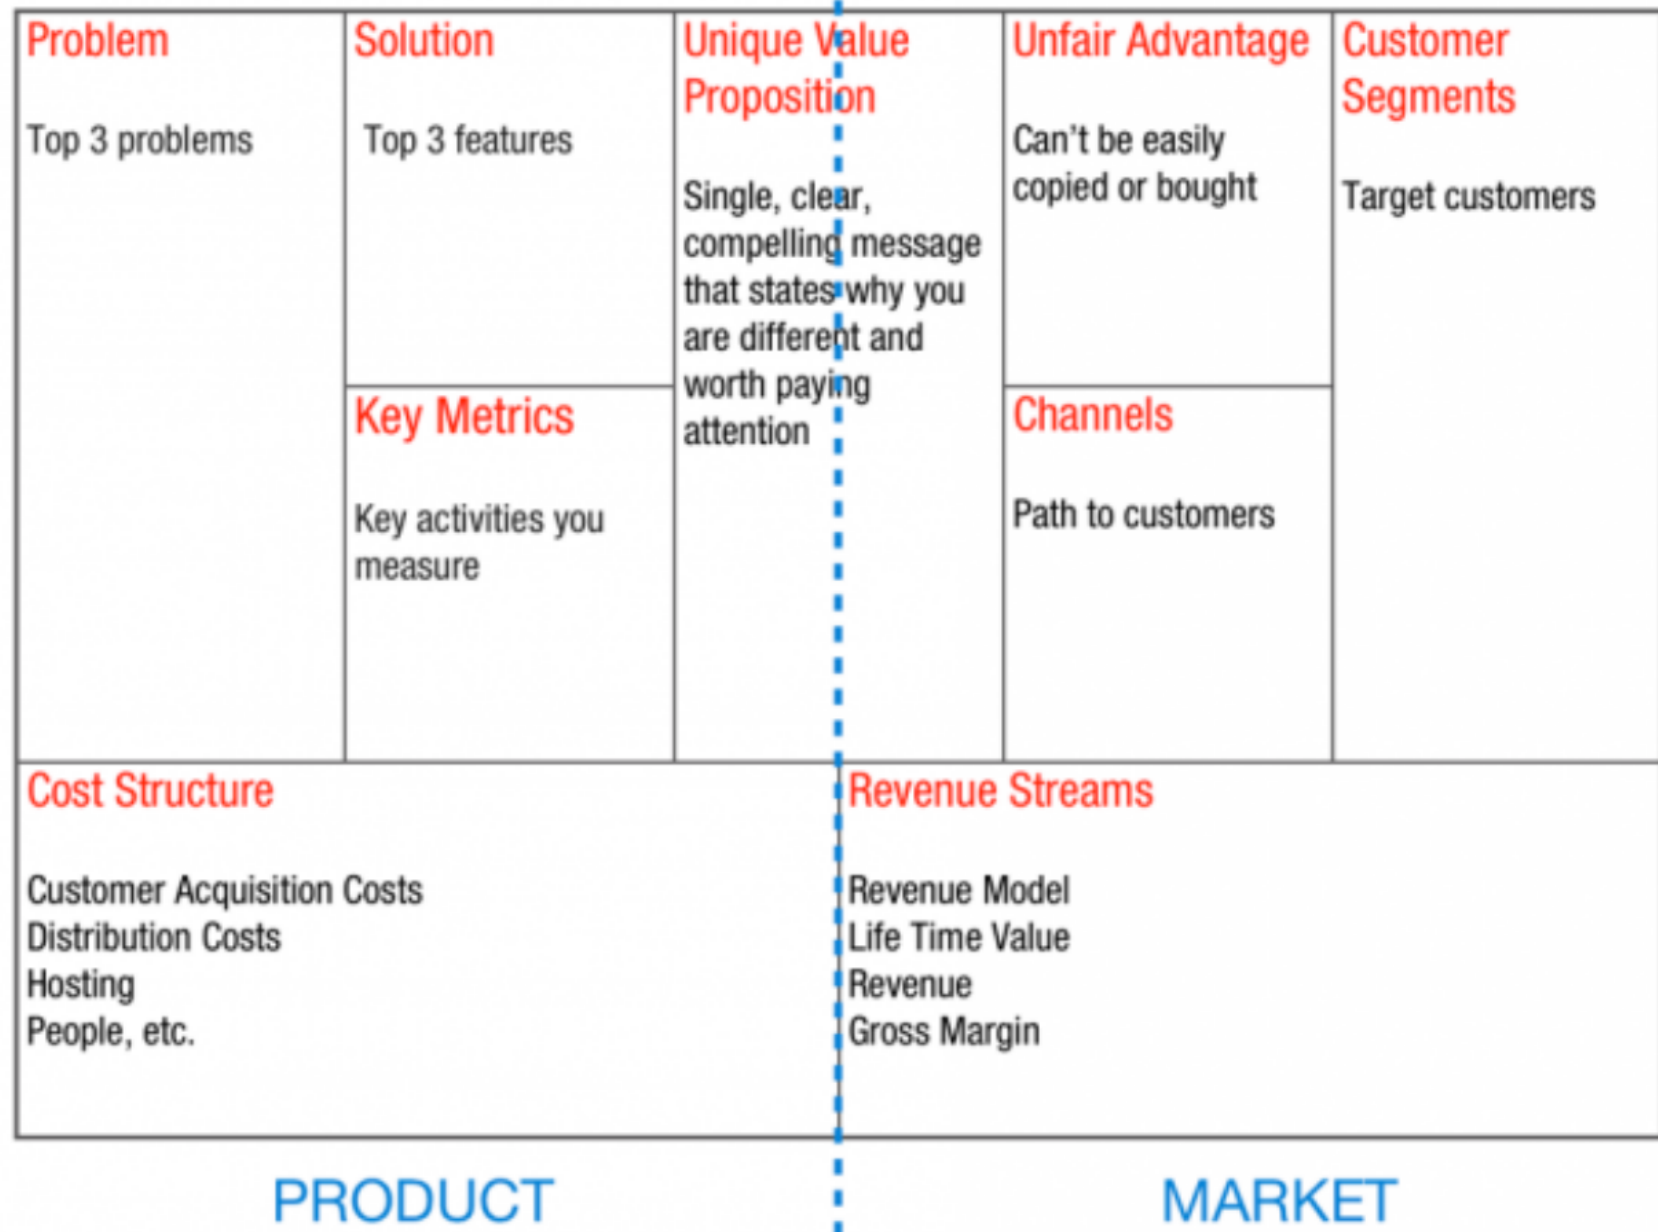 Problem
Top 3 problems
Solution
Top 3 features
Key Metrics
Key activities you
measure
Unique Value
Proposition
Single, clear,
compelling message
that states why you
are different and
worth paying
attention
Unfair Advantage
Can't be easily
copied or bought
Channels
Path to customers
Customer
Segments
Target customers
Cost Structure
Customer Acquisition Costs
Distribution Costs
Hosting
People, etc.
Revenue Streams
Revenue Model
Life Time Value
Revenue
Gross Margin
PRODUCT
MARKET